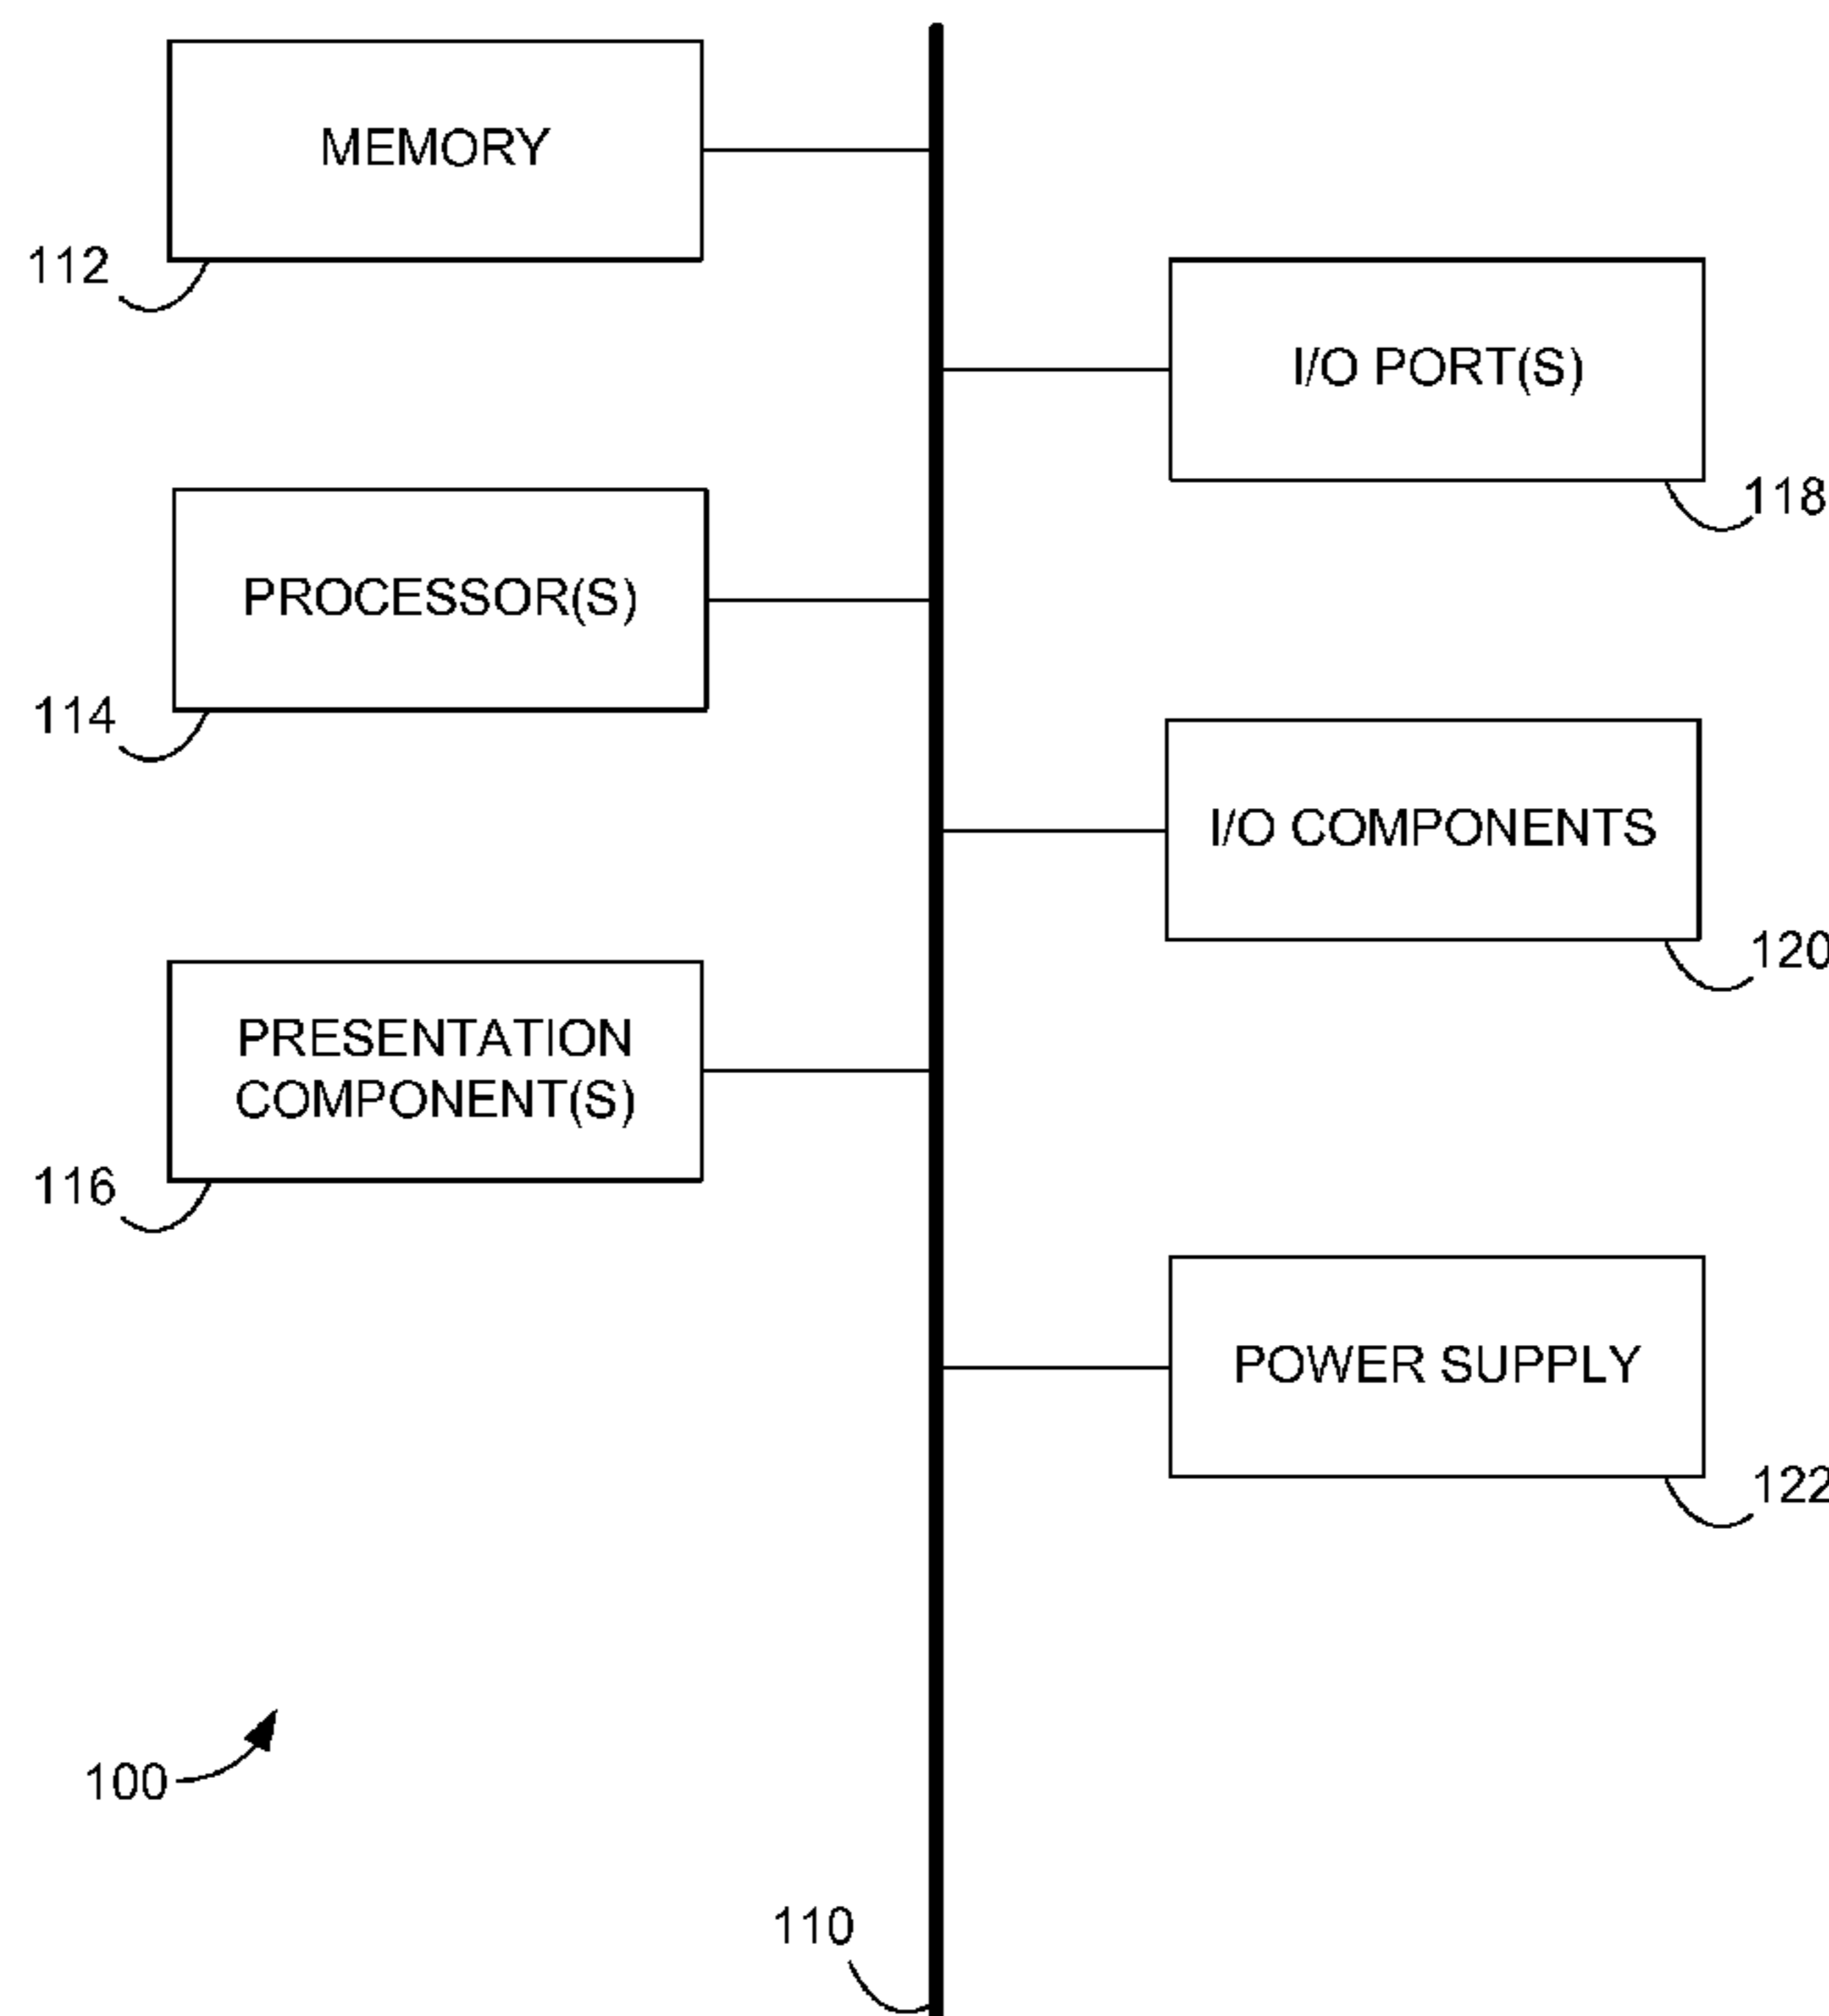 MEMORY
112
I/O PORT(S)
118
PROCESSOR(S)
114
I/O COMPONENTS
120
PRESENTATION
COMPONENT(S)
116
POWER SUPPLY
122
100
110